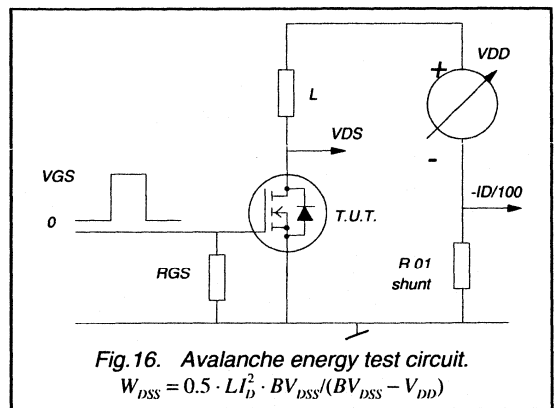 VDD
+
L
VDS
-
VGS
-ID/100
0
T.U.T.
RGS
R 01
shunt
Fig.16. Avalanche energy test circuit.
W_DSS = 0.5 · LI_D^2 · BV_DSS/(BV_DSS − V_DD)